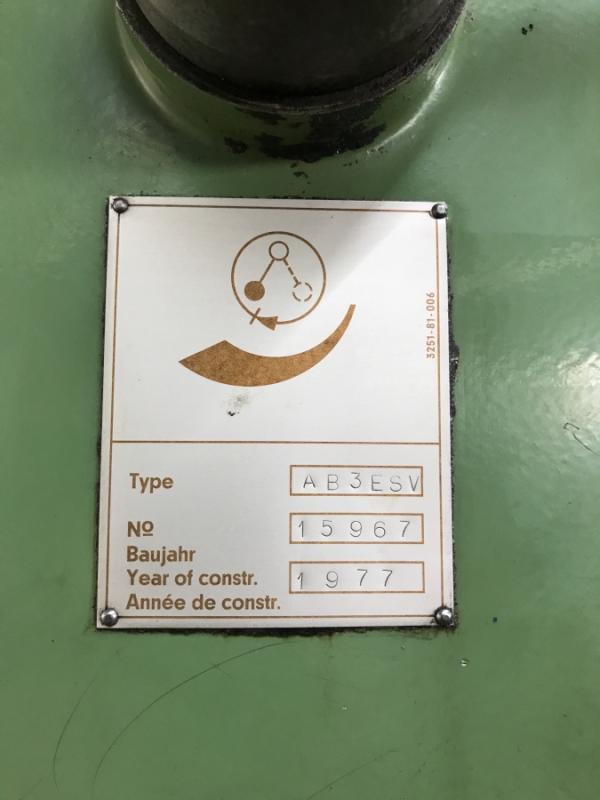 3251-81-006
Type AB3ESV
Nº 15967
Baujahr
Year of constr. 1977
Année de constr.